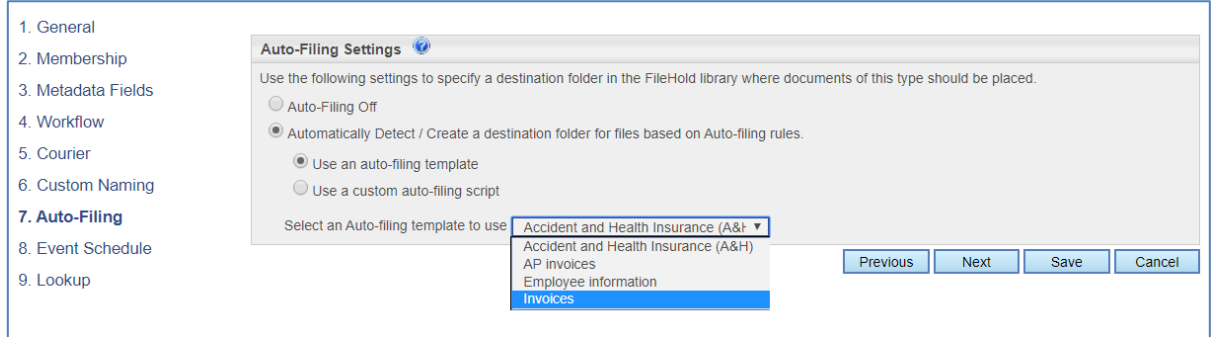 1. General
2. Membership
3. Metadata Fields
4. Workflow
5. Courier
6. Custom Naming
7. Auto-Filing
8. Event Schedule
9. Lookup
Auto-Filing Settings
Use the following settings to specify a destination folder in the FileHold library where documents of this type should be placed.
Auto-Filing Off
Automatically Detect / Create a destination folder for files based on Auto-filing rules.
Use an auto-filing template
Use a custom auto-filing script
Select an Auto-filing template to use Accident and Health Insurance (A&H
Accident and Health Insurance (A&H)
AP invoices
Employee information
Invoices
Previous Next Save Cancel